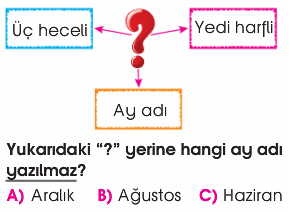 Üç heceli
?
Yedi harfli
Ay adı
Yukarıdaki “?” yerine hangi ay adı
yazılmaz?
A) Aralık B) Ağustos C) Haziran